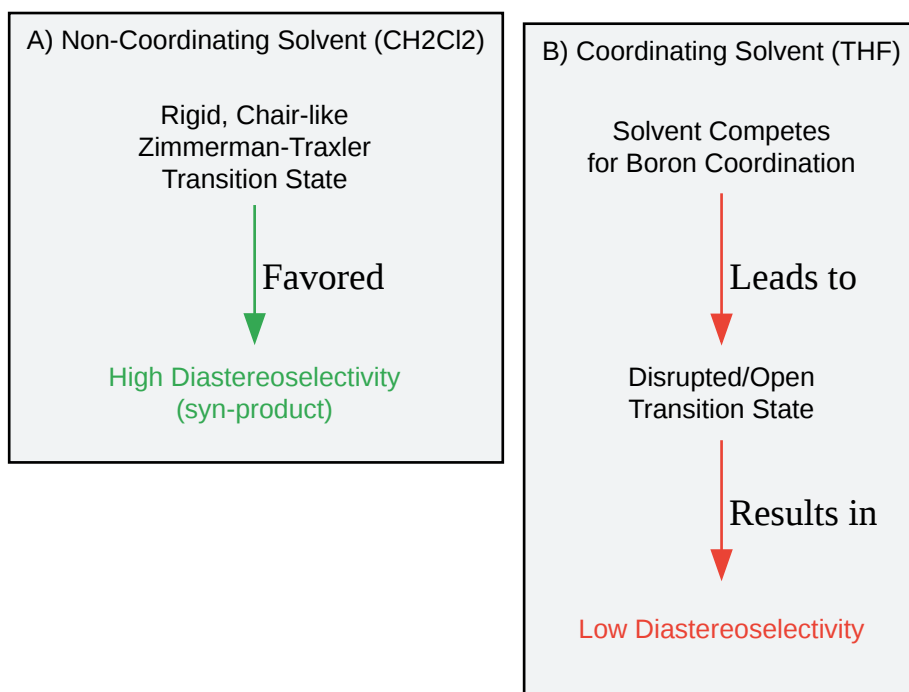 A) Non-Coordinating Solvent (CH2Cl2)
Rigid, Chair-like
Zimmerman-Traxler
Transition State
Favored
High Diastereoselectivity
(syn-product)
B) Coordinating Solvent (THF)
Solvent Competes
for Boron Coordination
Leads to
Disrupted/Open
Transition State
Results in
Low Diastereoselectivity